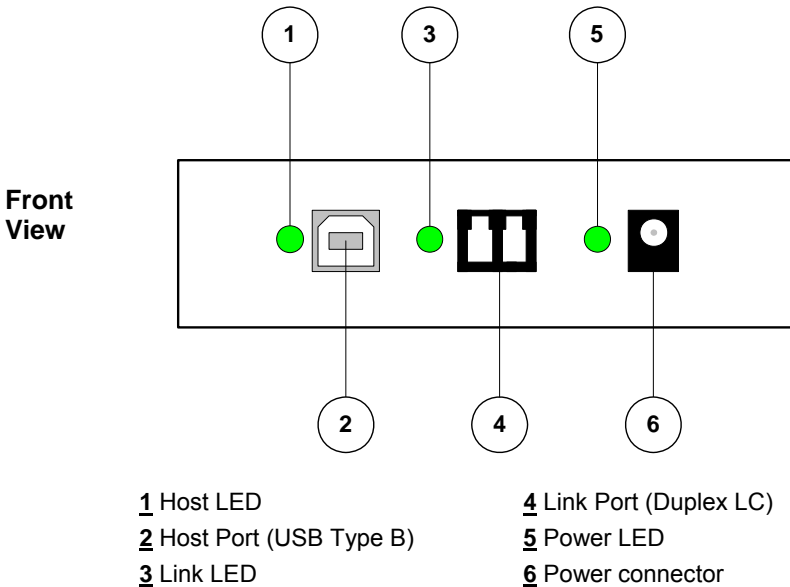 1
3
5
Front
View
2
4
6
1 Host LED
2 Host Port (USB Type B)
3 Link LED
4 Link Port (Duplex LC)
5 Power LED
6 Power connector